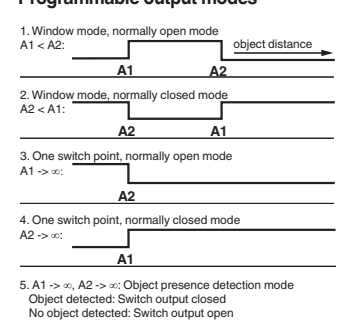 Programmable output modes
1. Window mode, normally open mode
A1 < A2:
object distance
A1 A2
2. Window mode, normally closed mode
A2 < A1:
A2 A1
3. One switch point, normally open mode
A1 -> ∞:
A2
4. One switch point, normally closed mode
A2 -> ∞:
A1
5. A1 -> ∞, A2 -> ∞: Object presence detection mode
Object detected: Switch output closed
No object detected: Switch output open